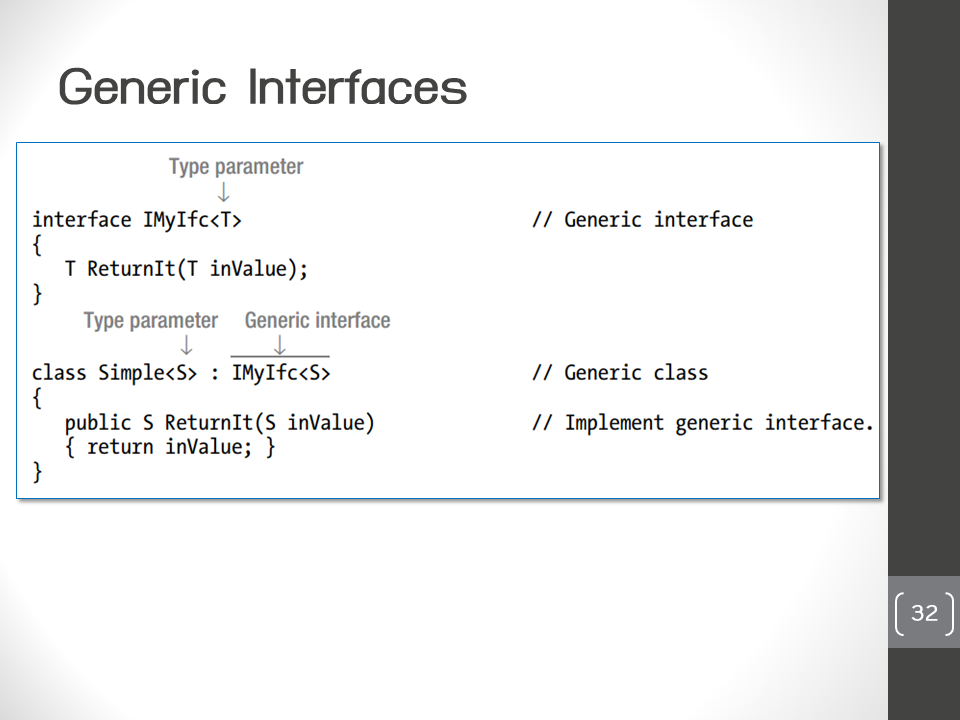 Generic Interfaces
Type parameter
↓
interface IMyIfc<T> // Generic interface
{
T ReturnIt(T inValue);
}
Type parameter Generic interface
↓ ↓
class Simple<S> : IMyIfc<S> // Generic class
{
public S ReturnIt(S inValue) // Implement generic interface.
{ return inValue; }
}
32